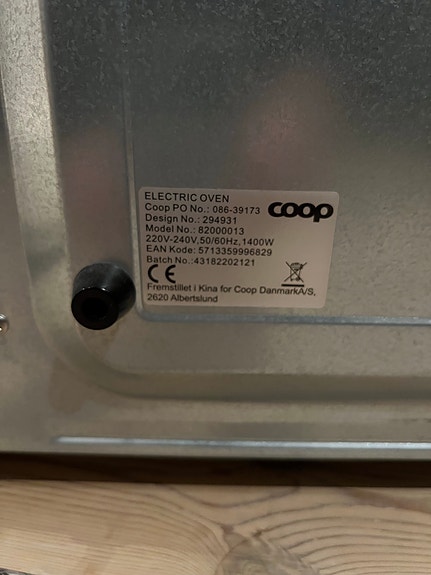 ELECTRIC OVEN
Coop PO No.: 086-39173
coop
Design No.: 294931
Model No.: 82000013
220V-240V,50/60Hz,1400W
EAN Kode: 5713359996829
Batch No.:43182202121
CE
Fremstillet i Kina for Coop DanmarkA/S,
2620 Albertslund